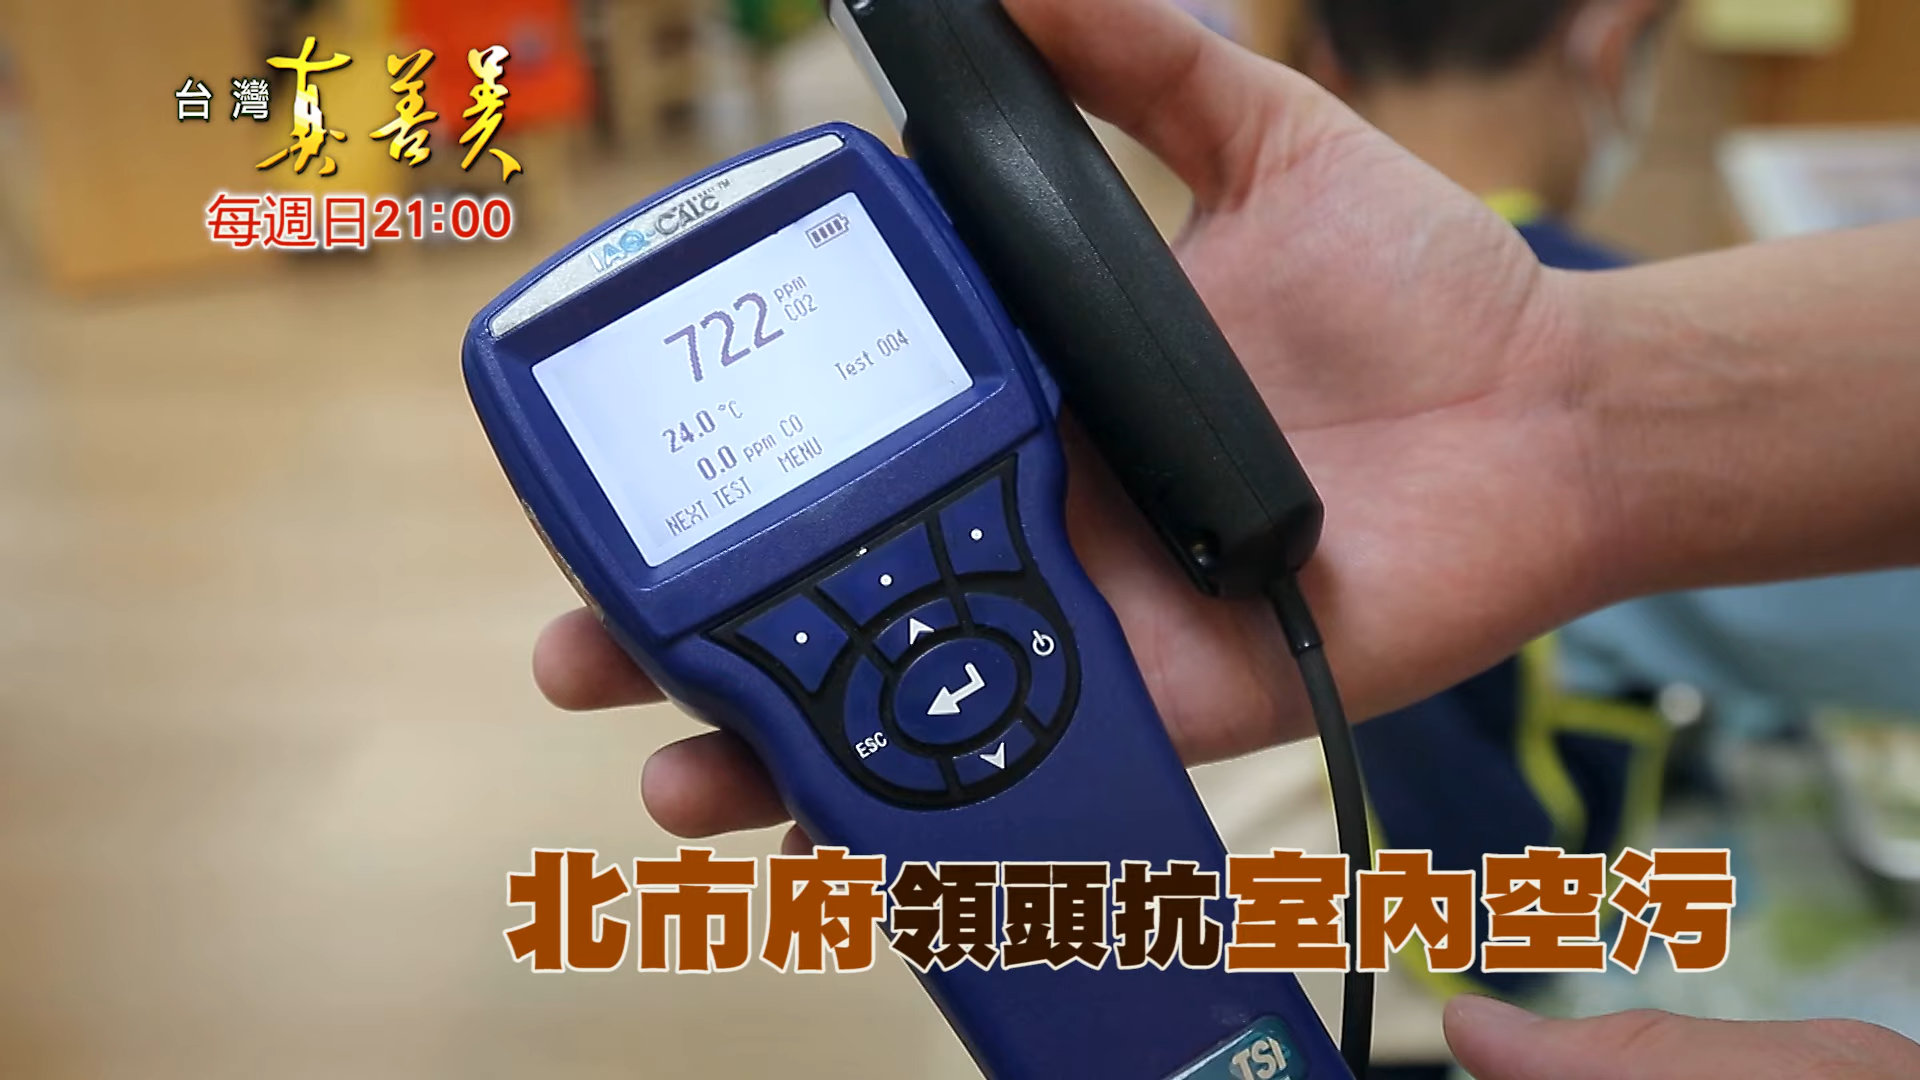 台灣真善美
每週日21:00
IAQ-CALC™
722 ppm CO2
Test 004
24.0 °C
0.0 ppm CO
NEXT TEST MENU
ESC
北市府領頭抗室內空污
TSI